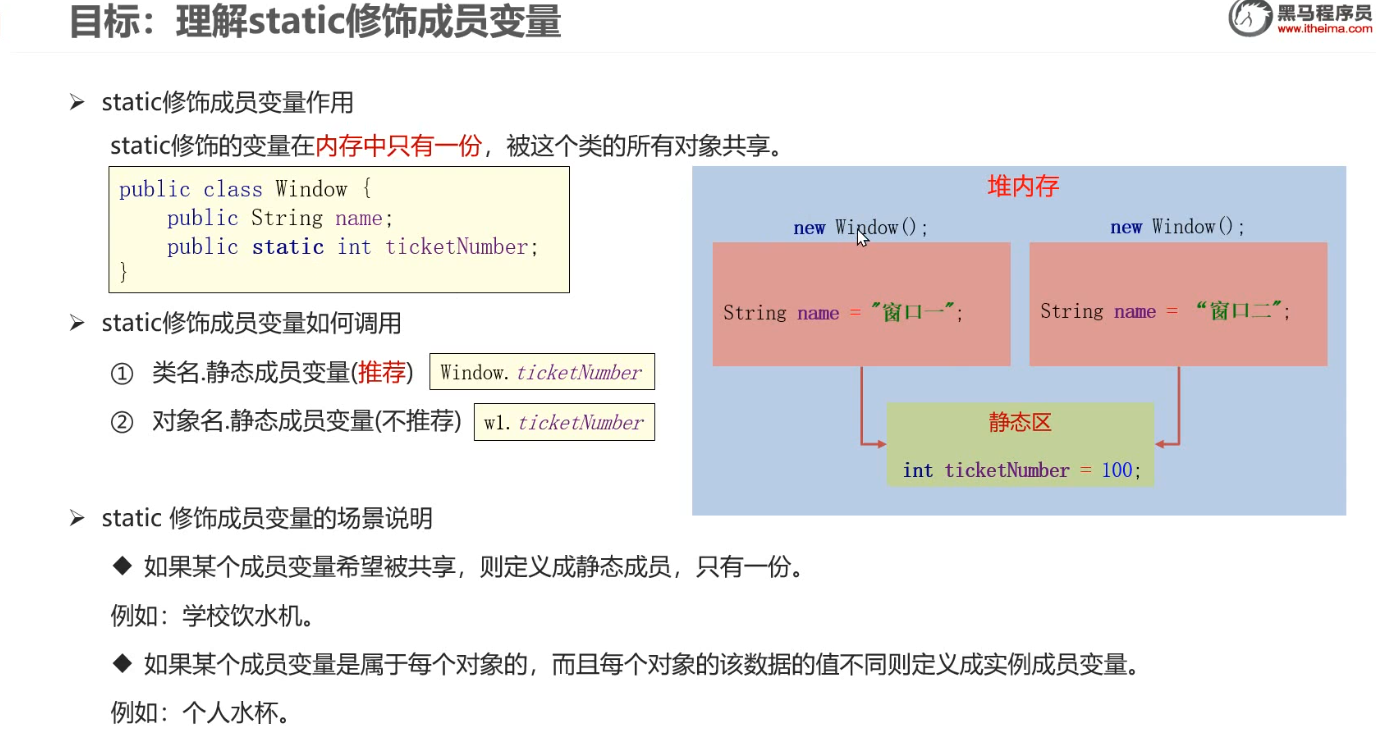 目标：理解static修饰成员变量
黑马程序员
www.itheima.com
➢ static修饰成员变量作用
static修饰的变量在内存中只有一份，被这个类的所有对象共享。
public class Window {
public String name;
public static int ticketNumber;
}
➢ static修饰成员变量如何调用
① 类名.静态成员变量(推荐) Window.ticketNumber
② 对象名.静态成员变量(不推荐) w1.ticketNumber
堆内存
new Window();
String name = "窗口一";
new Window();
String name = “窗口二";
静态区
int ticketNumber = 100;
➢ static 修饰成员变量的场景说明
◆ 如果某个成员变量希望被共享，则定义成静态成员，只有一份。
例如：学校饮水机。
◆ 如果某个成员变量是属于每个对象的，而且每个对象的该数据的值不同则定义成实例成员变量。
例如：个人水杯。